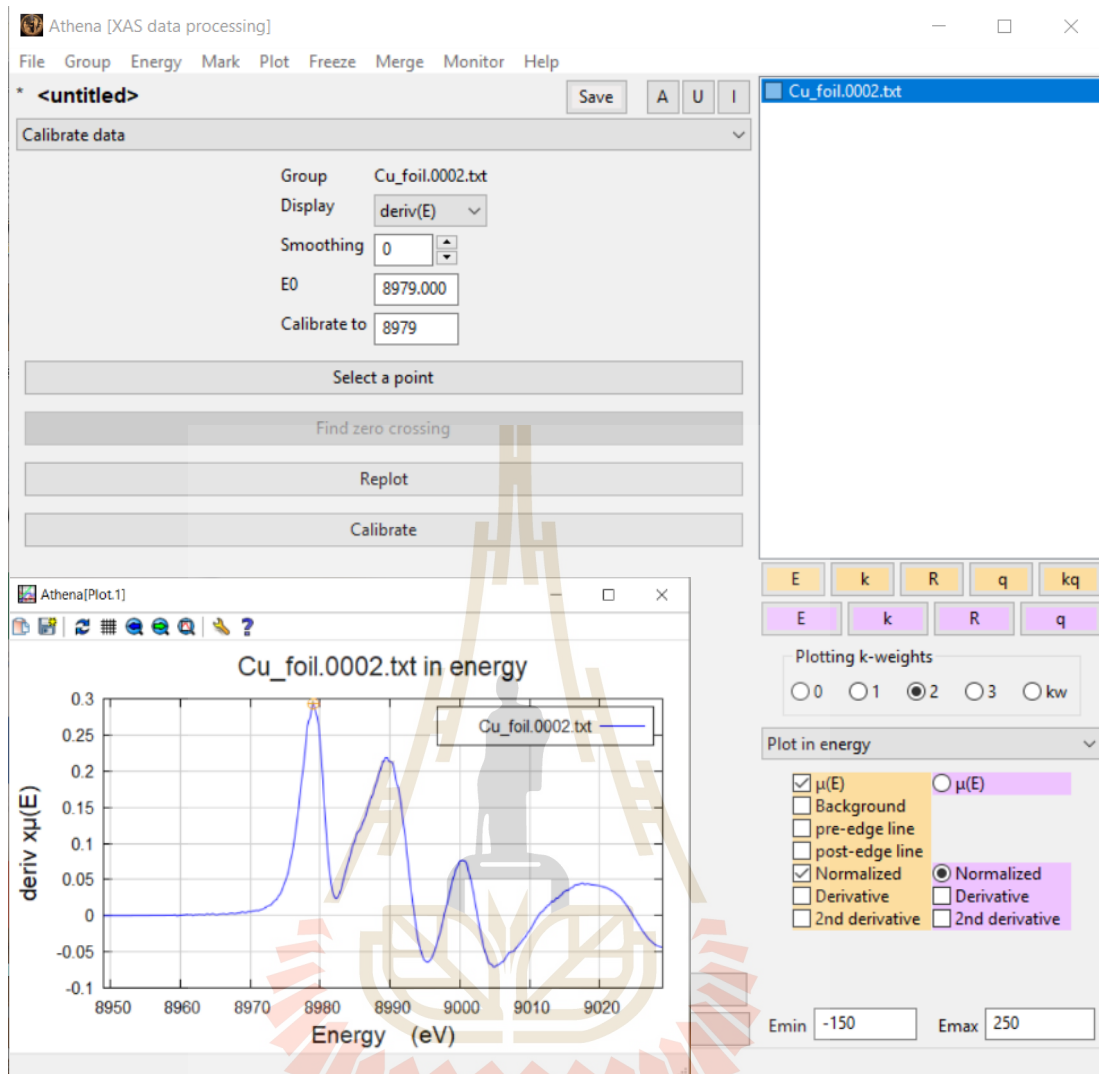 Athena [XAS data processing]
File Group Energy Mark Plot Freeze Merge Monitor Help
* <untitled>
Save A U I
Cu_foil.0002.txt
Calibrate data
Group Cu_foil.0002.txt
Display deriv(E)
Smoothing 0
E0 8979.000
Calibrate to 8979
Select a point
Find zero crossing
Replot
Calibrate
E k R q kq
E k R q
Plotting k-weights
0 1 2 3 kw
Plot in energy
μ(E) μ(E)
Background
pre-edge line
post-edge line
Normalized Normalized
Derivative Derivative
2nd derivative 2nd derivative
Emin -150 Emax 250
Athena[Plot.1]
Cu_foil.0002.txt in energy
Cu_foil.0002.txt
deriv xμ(E)
0.3
0.25
0.2
0.15
0.1
0.05
0
-0.05
-0.1
8950 8960 8970 8980 8990 9000 9010 9020
Energy (eV)